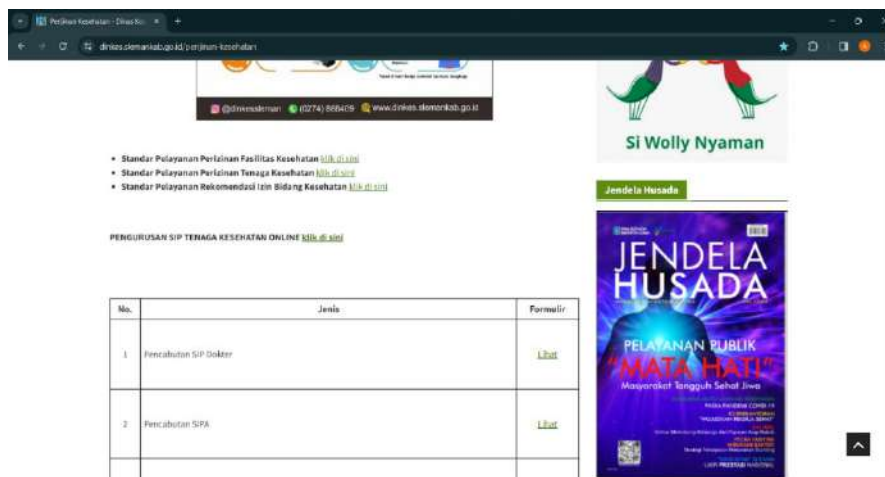 Perijinan Kesehatan - Dinas Kes
dinkes.slemankab.go.id/perijinan-kesehatan
@dinkessleman (0274) 868409 www.dinkes.slemankab.go.id
• Standar Pelayanan Perizinan Fasilitas Kesehatan klik di sini
• Standar Pelayanan Perizinan Tenaga Kesehatan klik di sini
• Standar Pelayanan Rekomendasi Izin Bidang Kesehatan klik di sini
PENGURUSAN SIP TENAGA KESEHATAN ONLINE klik di sini
No. Jenis Formulir
1 Pencabutan SIP Dokter Lihat
2 Pencabutan SIPA Lihat
Si Wolly Nyaman
Jendela Husada
JENDELA
HUSADA
PELAYANAN PUBLIK
"MATA HATI"
Masyarakat Tangguh Sehat Jiwa